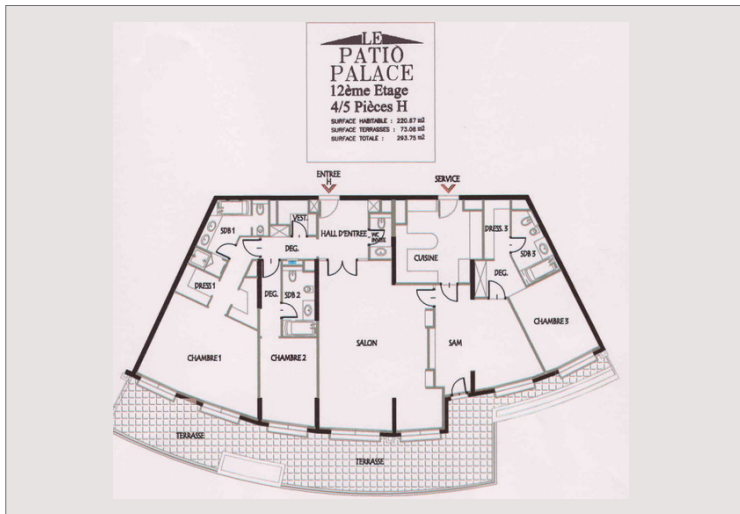 LE
PATIO
PALACE
12ème Etage
4/5 Pièces H
SURFACE HABITABLE : 220.67 m2
SURFACE TERRASSES : 73.08 m2
SURFACE TOTALE : 293.75 m2
ENTREE
H
SERVICE
SDB 1
VEST.
HALL D'ENTREE
WC
DEG.
CUISINE
DRESS. 3
SDB 3
DEG.
DRESS 1
DEG.
SDB 2
CHAMBRE 3
CHAMBRE 1
CHAMBRE 2
SALON
SAM
TERRASSE
TERRASSE